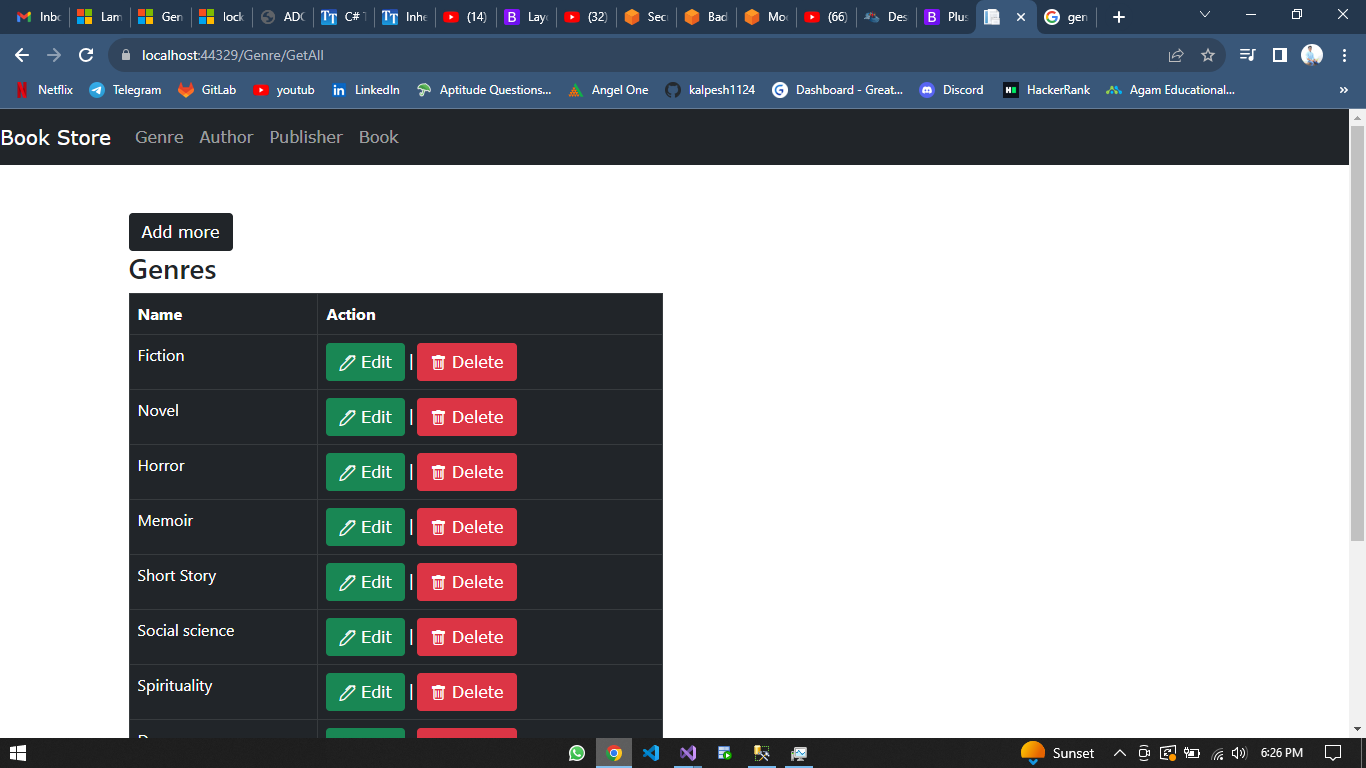 Inbo Lam Gen lock ADO C# T Inhe (14) Layo (32) Secu Bad Moc (66) Des Plus gen
localhost:44329/Genre/GetAll
Netflix Telegram GitLab youtub LinkedIn Aptitude Questions... Angel One kalpesh1124 Dashboard - Great... Discord HackerRank Agam Educational... »
Book Store Genre Author Publisher Book
Add more
Genres
Name Action
Fiction Edit | Delete
Novel Edit | Delete
Horror Edit | Delete
Memoir Edit | Delete
Short Story Edit | Delete
Social science Edit | Delete
Spirituality Edit | Delete
Sunset 6:26 PM